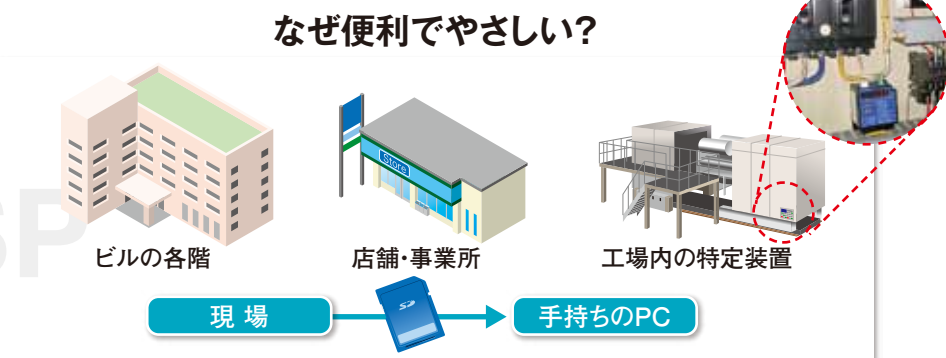 なぜ便利でやさしい?
Store
ビルの各階
店舗・事業所
工場内の特定装置
SP
現 場
SD
手持ちのPC